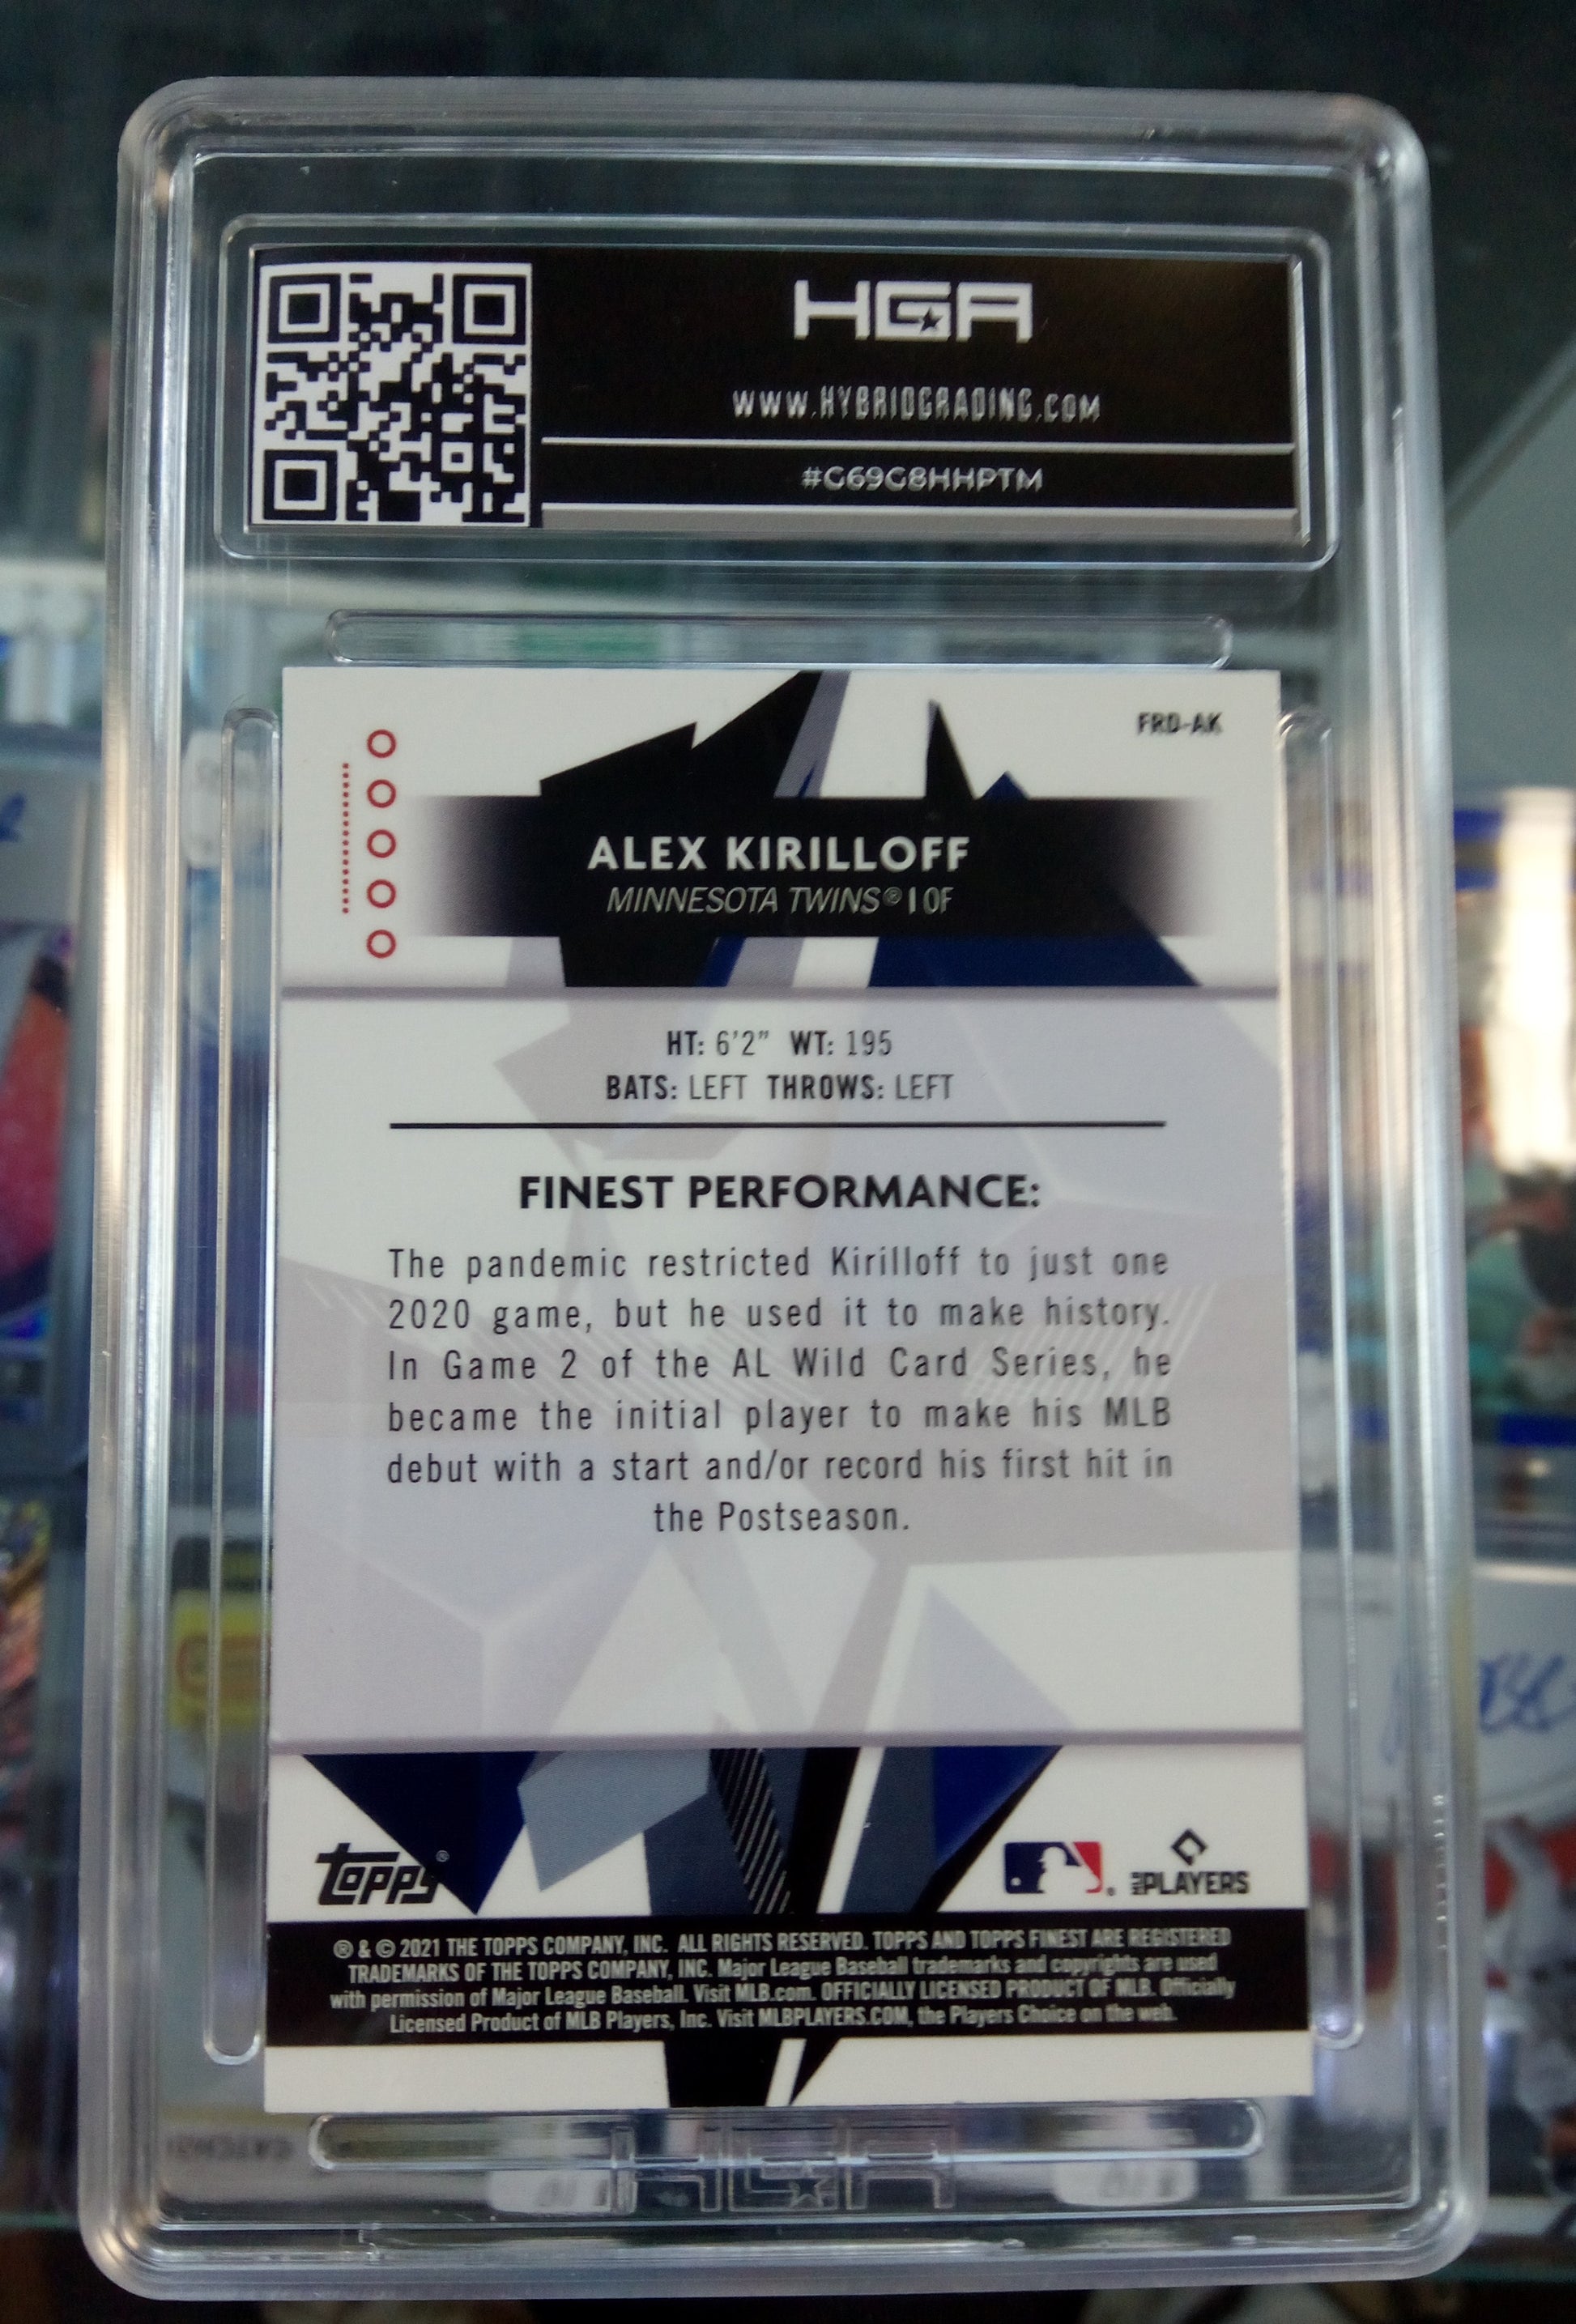 HGA
WWW.HYBRIDGRADING.COM
#G69G8HHPTM
FRD-AK
ALEX KIRILLOFF
MINNESOTA TWINS® | OF
HT: 6'2" WT: 195
BATS: LEFT THROWS: LEFT
FINEST PERFORMANCE:
The pandemic restricted Kirilloff to just one
2020 game, but he used it to make history.
In Game 2 of the AL Wild Card Series, he
became the initial player to make his MLB
debut with a start and/or record his first hit in
the Postseason.
topps®
PLAYERS
® & © 2021 THE TOPPS COMPANY, INC. ALL RIGHTS RESERVED. TOPPS AND TOPPS FINEST ARE REGISTERED
TRADEMARKS OF THE TOPPS COMPANY, INC. Major League Baseball trademarks and copyrights are used
with permission of Major League Baseball. Visit MLB.com. OFFICIALLY LICENSED PRODUCT OF MLB. Officially
Licensed Product of MLB Players, Inc. Visit MLBPLAYERS.COM, the Players Choice on the web.
HGA